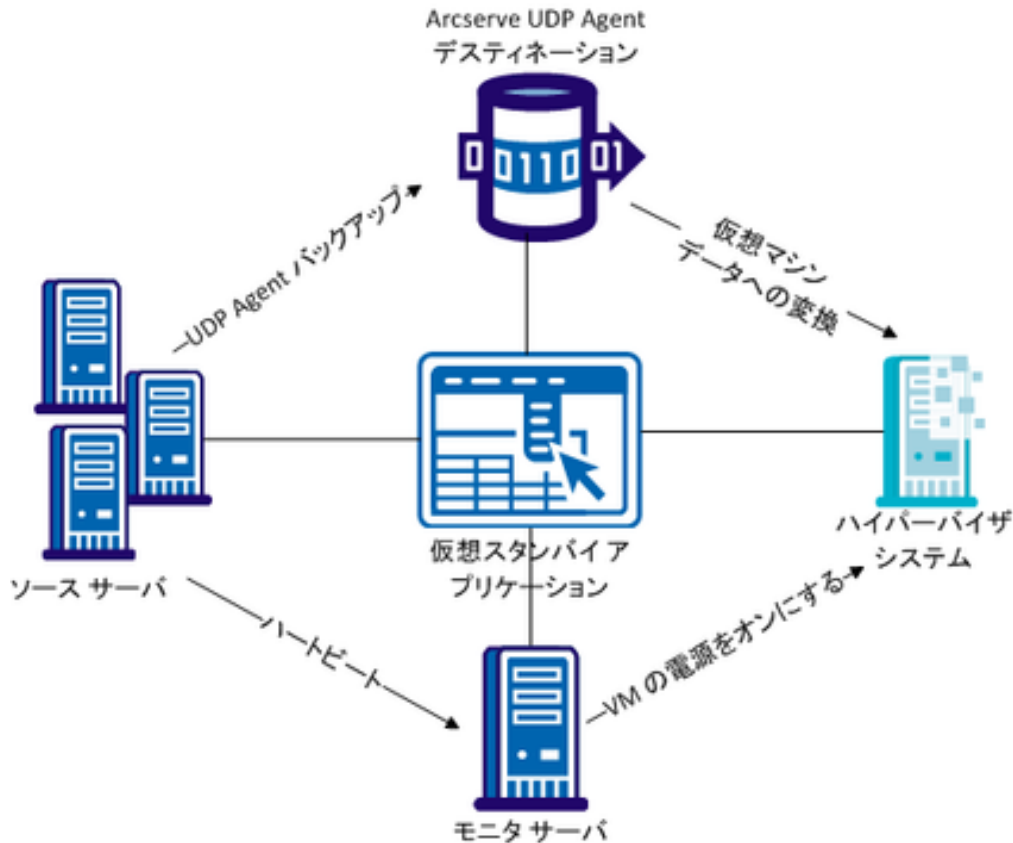 Arcserve UDP Agent
デスティネーション
0 0110 01
UDP Agent バックアップ
仮想マシン
データへの変換
仮想スタンバイ ア
プリケーション
ハイパーバイザ
システム
ソース サーバ
ハートビート
VM の電源をオンにする
モニタ サーバ